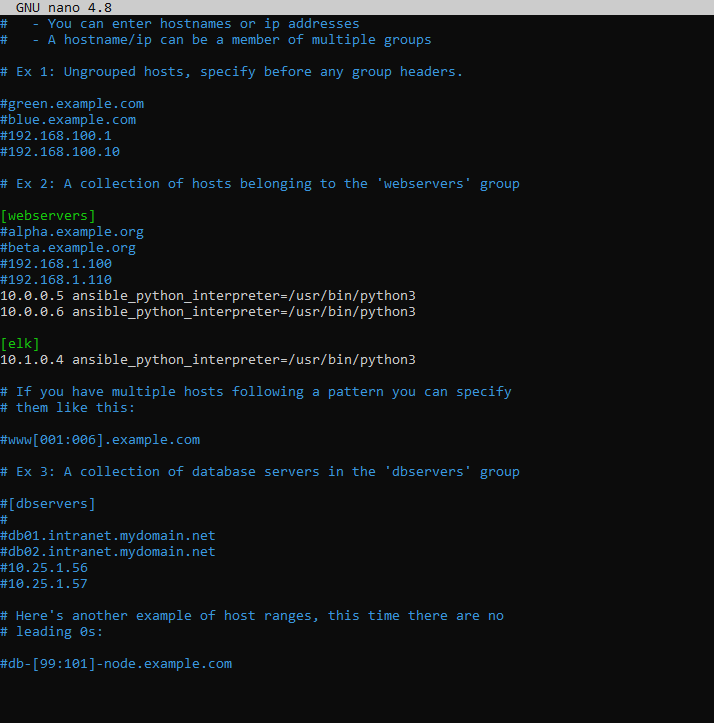 GNU nano 4.8
#   - You can enter hostnames or ip addresses
#   - A hostname/ip can be a member of multiple groups
# Ex 1: Ungrouped hosts, specify before any group headers.
#green.example.com
#blue.example.com
#192.168.100.1
#192.168.100.10
# Ex 2: A collection of hosts belonging to the 'webservers' group
[webservers]
#alpha.example.org
#beta.example.org
#192.168.1.100
#192.168.1.110
10.0.0.5 ansible_python_interpreter=/usr/bin/python3
10.0.0.6 ansible_python_interpreter=/usr/bin/python3
[elk]
10.1.0.4 ansible_python_interpreter=/usr/bin/python3
# If you have multiple hosts following a pattern you can specify
# them like this:
#www[001:006].example.com
# Ex 3: A collection of database servers in the 'dbservers' group
#[dbservers]
#
#db01.intranet.mydomain.net
#db02.intranet.mydomain.net
#10.25.1.56
#10.25.1.57
# Here's another example of host ranges, this time there are no
# leading 0s:
#db-[99:101]-node.example.com